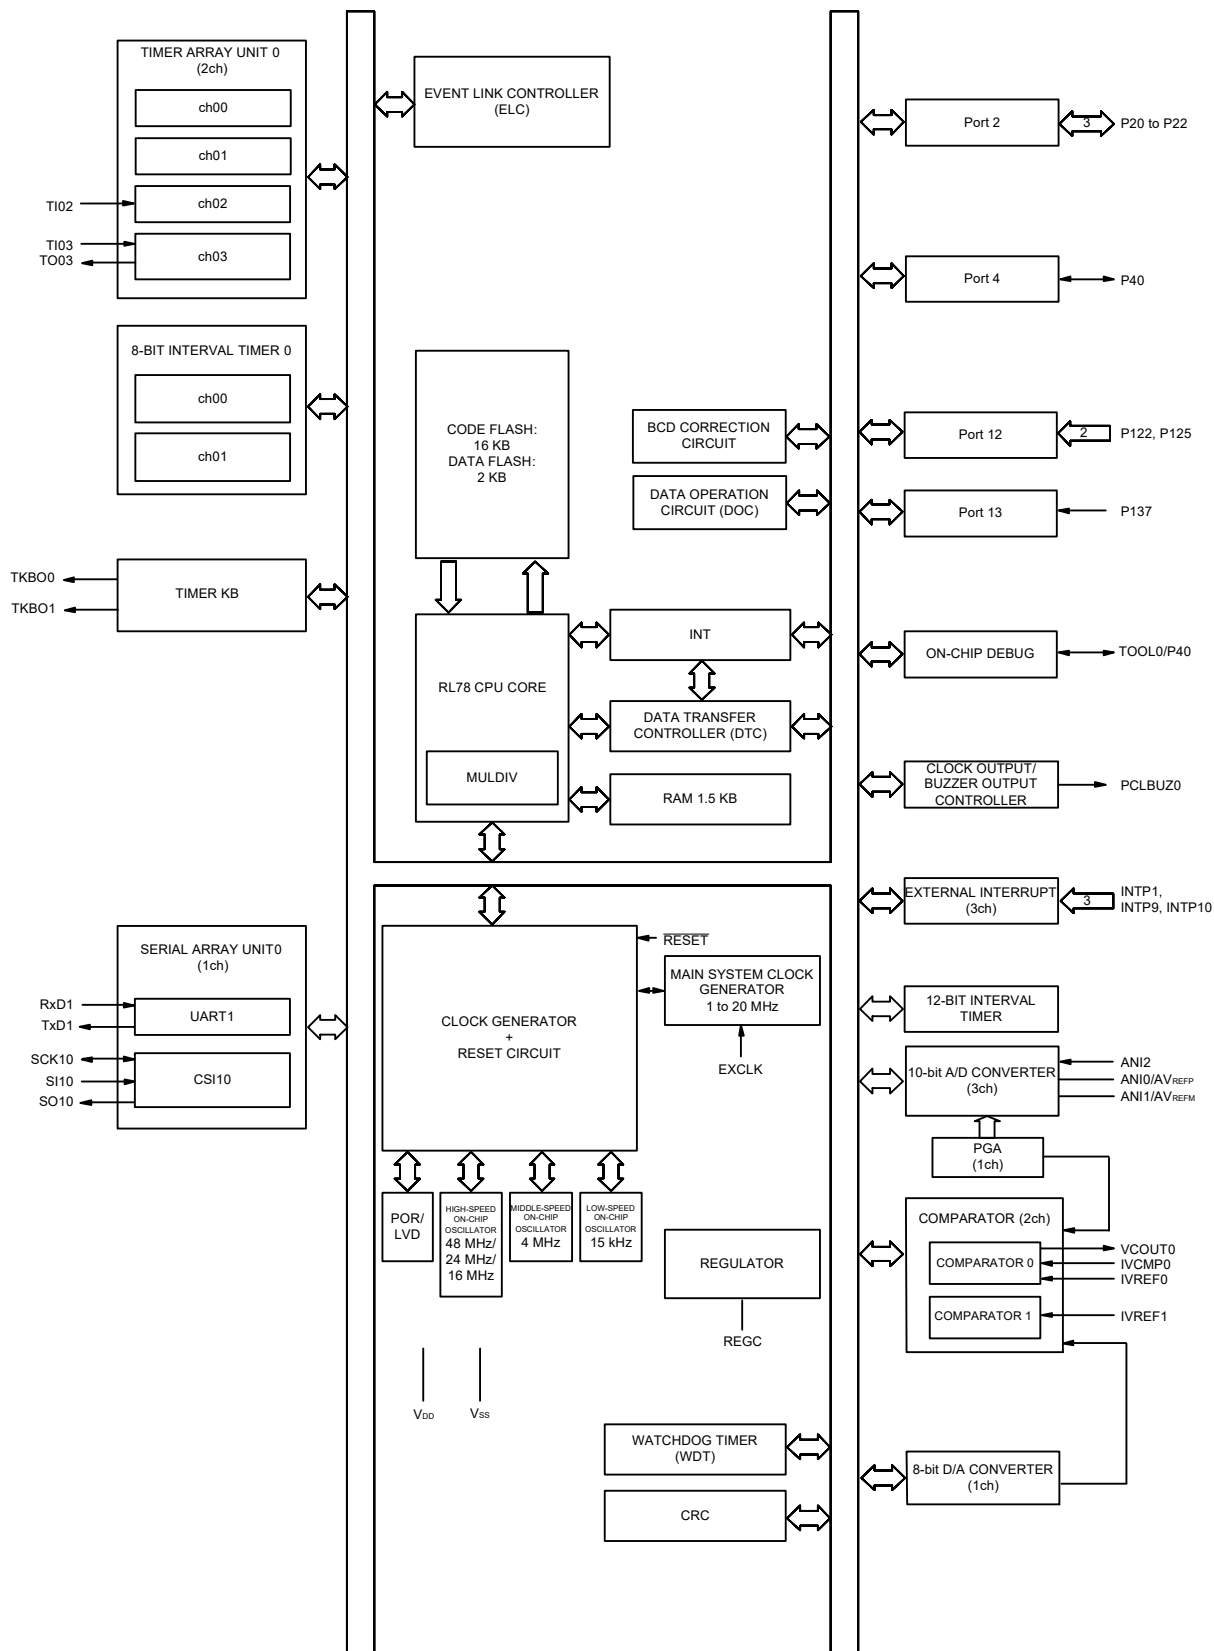 TIMER ARRAY UNIT 0
(2ch)
ch00
ch01
TI02
ch02
TI03
TO03
ch03
8-BIT INTERVAL TIMER 0
ch00
ch01
TKBO0
TKBO1
TIMER KB
SERIAL ARRAY UNIT0
(1ch)
RxD1
TxD1
UART1
SCK10
SI10
SO10
CSI10
EVENT LINK CONTROLLER
(ELC)
CODE FLASH:
16 KB
DATA FLASH:
2 KB
BCD CORRECTION
CIRCUIT
DATA OPERATION
CIRCUIT (DOC)
RL78 CPU CORE
MULDIV
INT
DATA TRANSFER
CONTROLLER (DTC)
RAM 1.5 KB
CLOCK GENERATOR
+
RESET CIRCUIT
RESET
MAIN SYSTEM CLOCK
GENERATOR
1 to 20 MHz
EXCLK
POR/
LVD
HIGH-SPEED
ON-CHIP
OSCILLATOR
48 MHz/
24 MHz/
16 MHz
MIDDLE-SPEED
ON-CHIP
OSCILLATOR
4 MHz
LOW-SPEED
ON-CHIP
OSCILLATOR
15 kHz
REGULATOR
REGC
VDD
VSS
WATCHDOG TIMER
(WDT)
CRC
Port 2
3
P20 to P22
Port 4
P40
Port 12
2
P122, P125
Port 13
P137
ON-CHIP DEBUG
TOOL0/P40
CLOCK OUTPUT/
BUZZER OUTPUT
CONTROLLER
PCLBUZ0
EXTERNAL INTERRUPT
(3ch)
3
INTP1,
INTP9, INTP10
12-BIT INTERVAL
TIMER
10-bit A/D CONVERTER
(3ch)
ANI2
ANI0/AVREFP
ANI1/AVREFM
PGA
(1ch)
COMPARATOR (2ch)
COMPARATOR 0
VCOUT0
IVCMP0
IVREF0
COMPARATOR 1
IVREF1
8-bit D/A CONVERTER
(1ch)